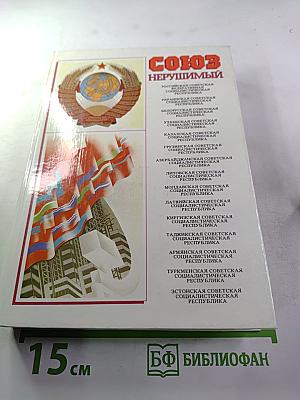 СОЮЗ
НЕРУШИМЫЙ
РОССИЙСКАЯ СОВЕТСКАЯ
ФЕДЕРАТИВНАЯ
СОЦИАЛИСТИЧЕСКАЯ
РЕСПУБЛИКА
УКРАИНСКАЯ СОВЕТСКАЯ
СОЦИАЛИСТИЧЕСКАЯ
РЕСПУБЛИКА
БЕЛОРУССКАЯ СОВЕТСКАЯ
СОЦИАЛИСТИЧЕСКАЯ
РЕСПУБЛИКА
УЗБЕКСКАЯ СОВЕТСКАЯ
СОЦИАЛИСТИЧЕСКАЯ
РЕСПУБЛИКА
КАЗАХСКАЯ СОВЕТСКАЯ
СОЦИАЛИСТИЧЕСКАЯ
РЕСПУБЛИКА
ГРУЗИНСКАЯ СОВЕТСКАЯ
СОЦИАЛИСТИЧЕСКАЯ
РЕСПУБЛИКА
АЗЕРБАЙДЖАНСКАЯ СОВЕТСКАЯ
СОЦИАЛИСТИЧЕСКАЯ
РЕСПУБЛИКА
ЛИТОВСКАЯ СОВЕТСКАЯ
СОЦИАЛИСТИЧЕСКАЯ
РЕСПУБЛИКА
МОЛДАВСКАЯ СОВЕТСКАЯ
СОЦИАЛИСТИЧЕСКАЯ
РЕСПУБЛИКА
ЛАТВИЙСКАЯ СОВЕТСКАЯ
СОЦИАЛИСТИЧЕСКАЯ
РЕСПУБЛИКА
КИРГИЗСКАЯ СОВЕТСКАЯ
СОЦИАЛИСТИЧЕСКАЯ
РЕСПУБЛИКА
ТАДЖИКСКАЯ СОВЕТСКАЯ
СОЦИАЛИСТИЧЕСКАЯ
РЕСПУБЛИКА
АРМЯНСКАЯ СОВЕТСКАЯ
СОЦИАЛИСТИЧЕСКАЯ
РЕСПУБЛИКА
ТУРКМЕНСКАЯ СОВЕТСКАЯ
СОЦИАЛИСТИЧЕСКАЯ
РЕСПУБЛИКА
ЭСТОНСКАЯ СОВЕТСКАЯ
СОЦИАЛИСТИЧЕСКАЯ
РЕСПУБЛИКА
15 см
БФ БИБЛИОФАН